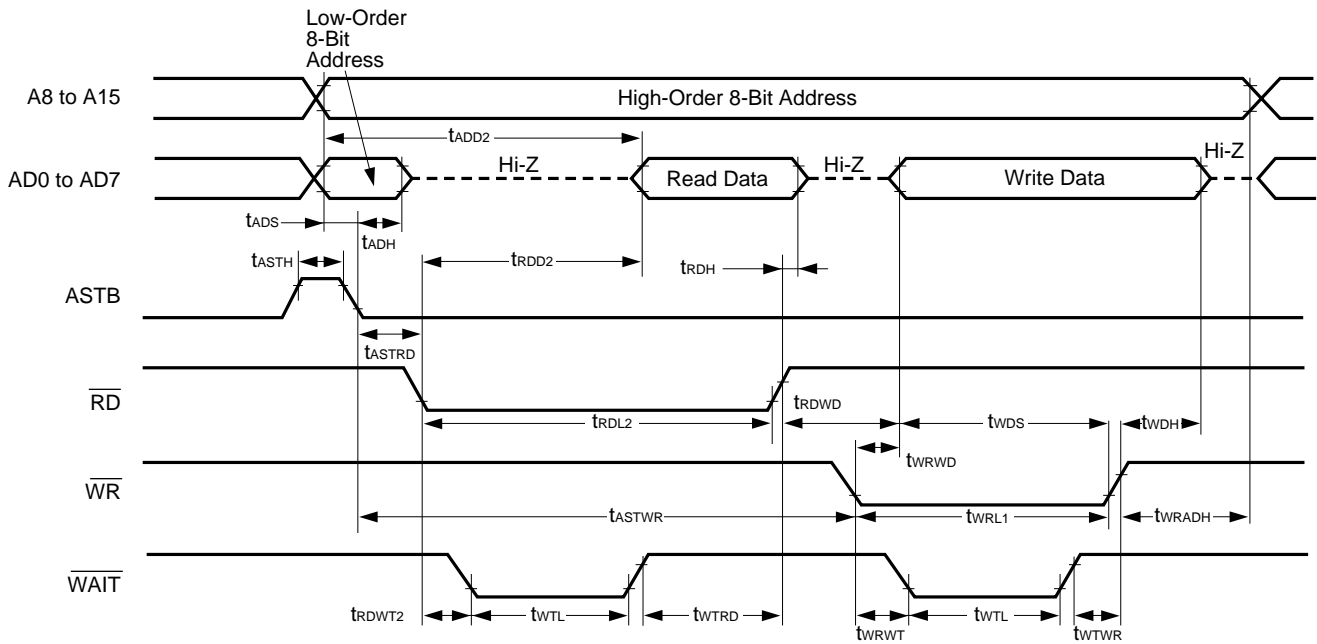 Low-Order
8-Bit
Address
A8 to A15
High-Order 8-Bit Address
tADD2
AD0 to AD7
Hi-Z
Read Data
Hi-Z
Write Data
Hi-Z
tADS
tADH
tASTH
tRDD2
tRDH
ASTB
tASTRD
RD
tRDL2
tRDWD
tWDS
tWDH
tWRWD
WR
tASTWR
tWRL1
tWRADH
WAIT
tRDWT2
tWTL
tWTRD
tWRWT
tWTL
tWTWR